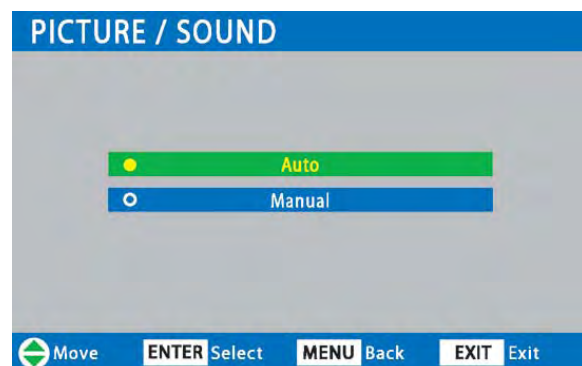 PICTURE / SOUND
Auto
Manual
Move ENTER Select MENU Back EXIT Exit